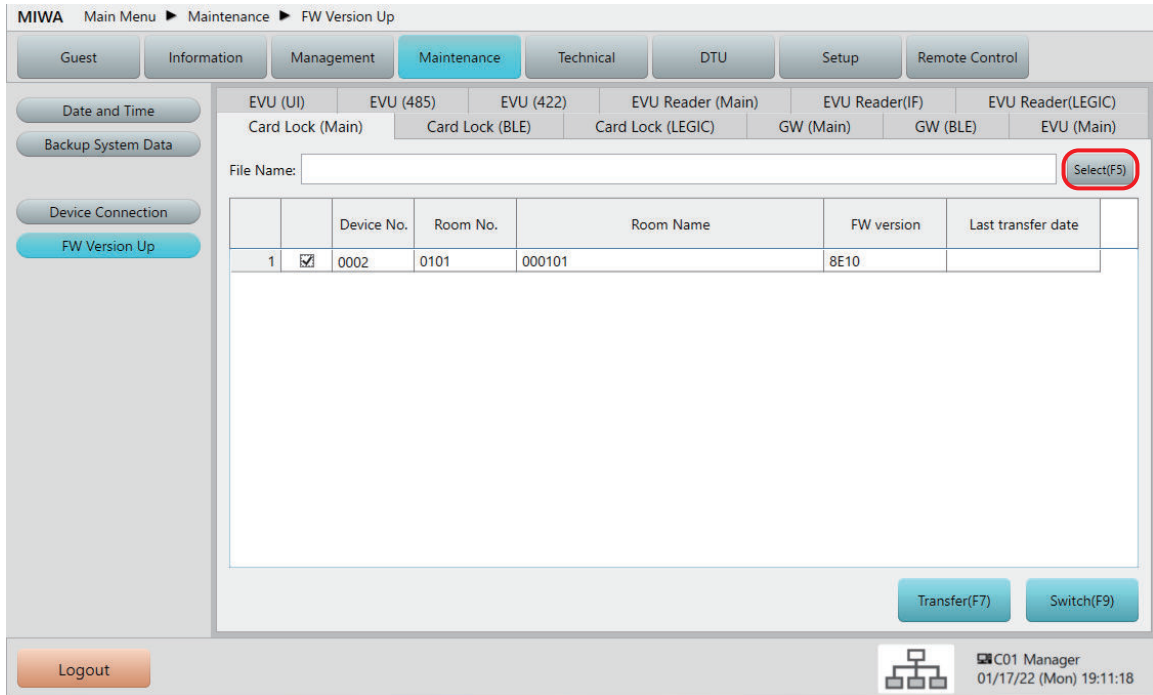 MIWA Main Menu ▶ Maintenance ▶ FW Version Up
Guest Information Management Maintenance Technical DTU Setup Remote Control
Date and Time
Backup System Data
Device Connection
FW Version Up
EVU (UI) EVU (485) EVU (422) EVU Reader (Main) EVU Reader(IF) EVU Reader(LEGIC)
Card Lock (Main) Card Lock (BLE) Card Lock (LEGIC) GW (Main) GW (BLE) EVU (Main)
File Name: Select(F5)
Device No. Room No. Room Name FW version Last transfer date
1 0002 0101 000101 8E10
Transfer(F7) Switch(F9)
Logout
C01 Manager
01/17/22 (Mon) 19:11:18